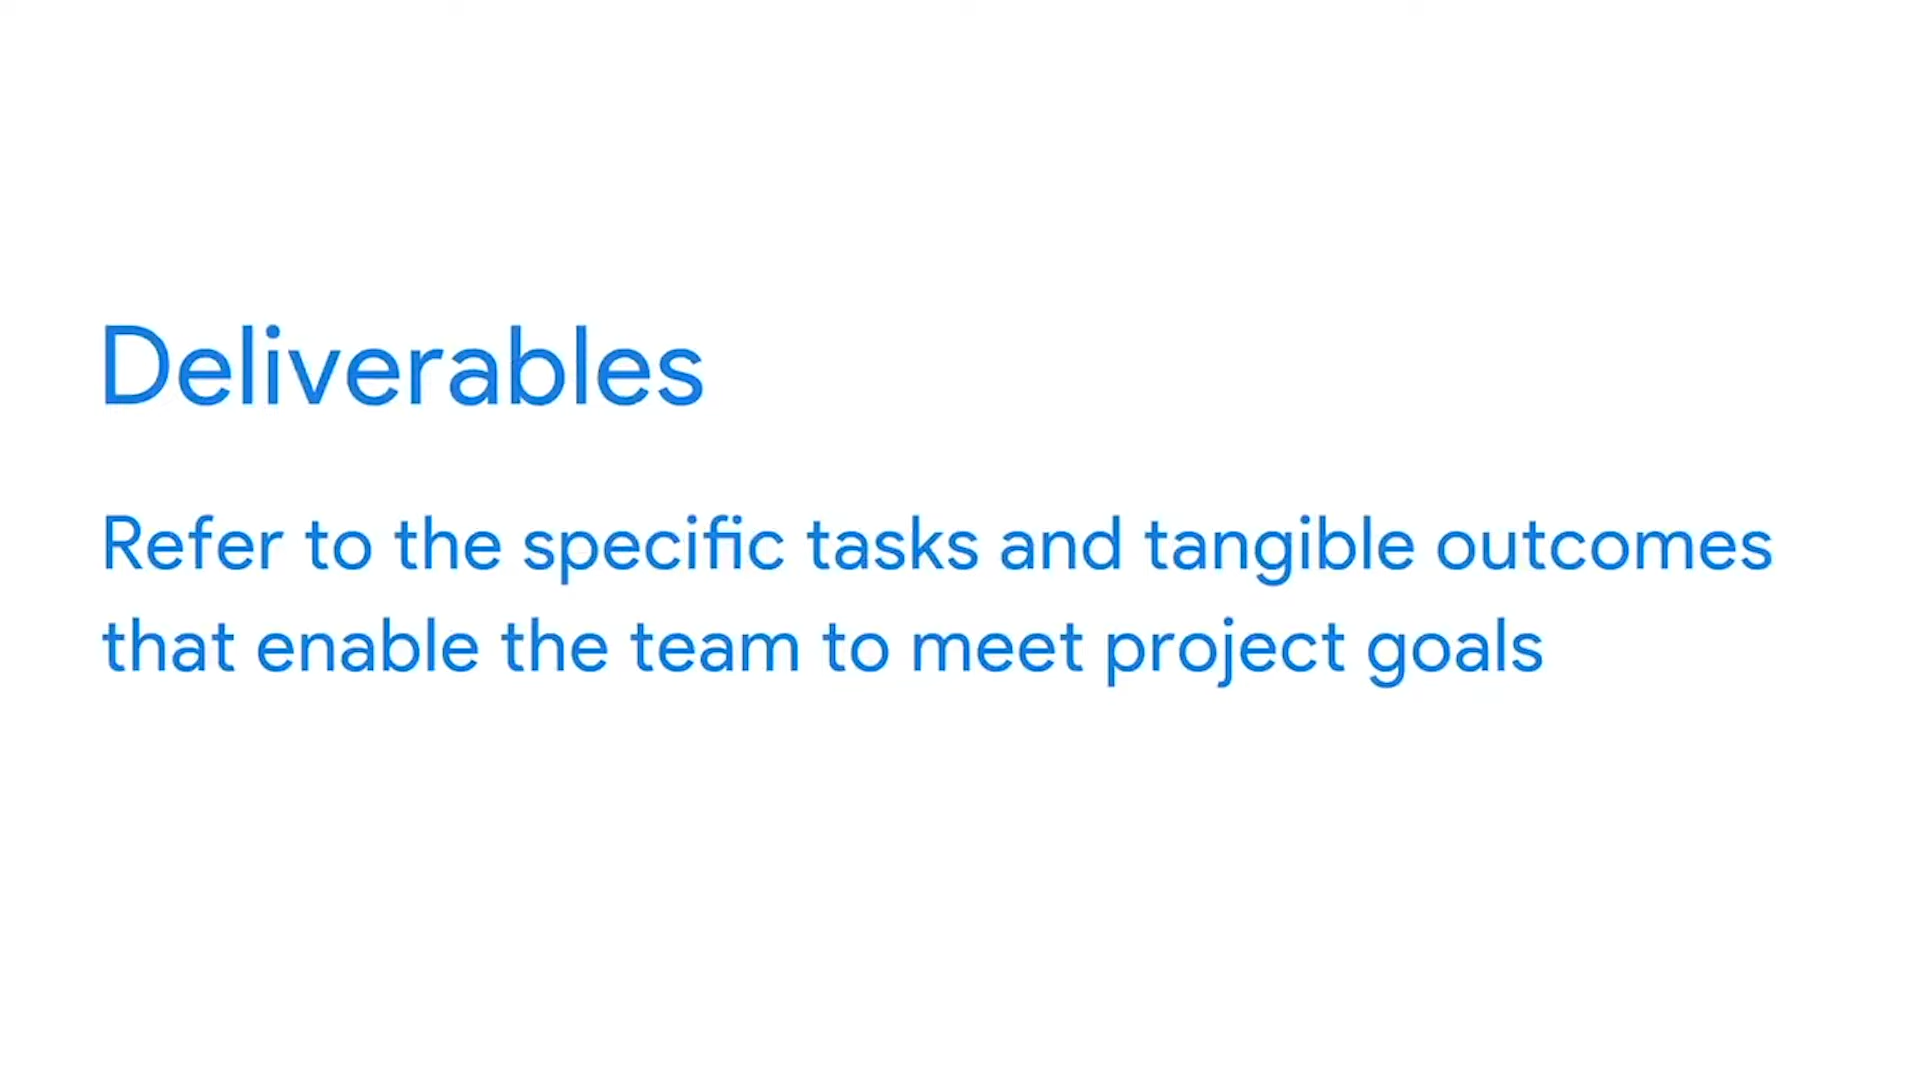 Deliverables
Refer to the specific tasks and tangible outcomes
that enable the team to meet project goals